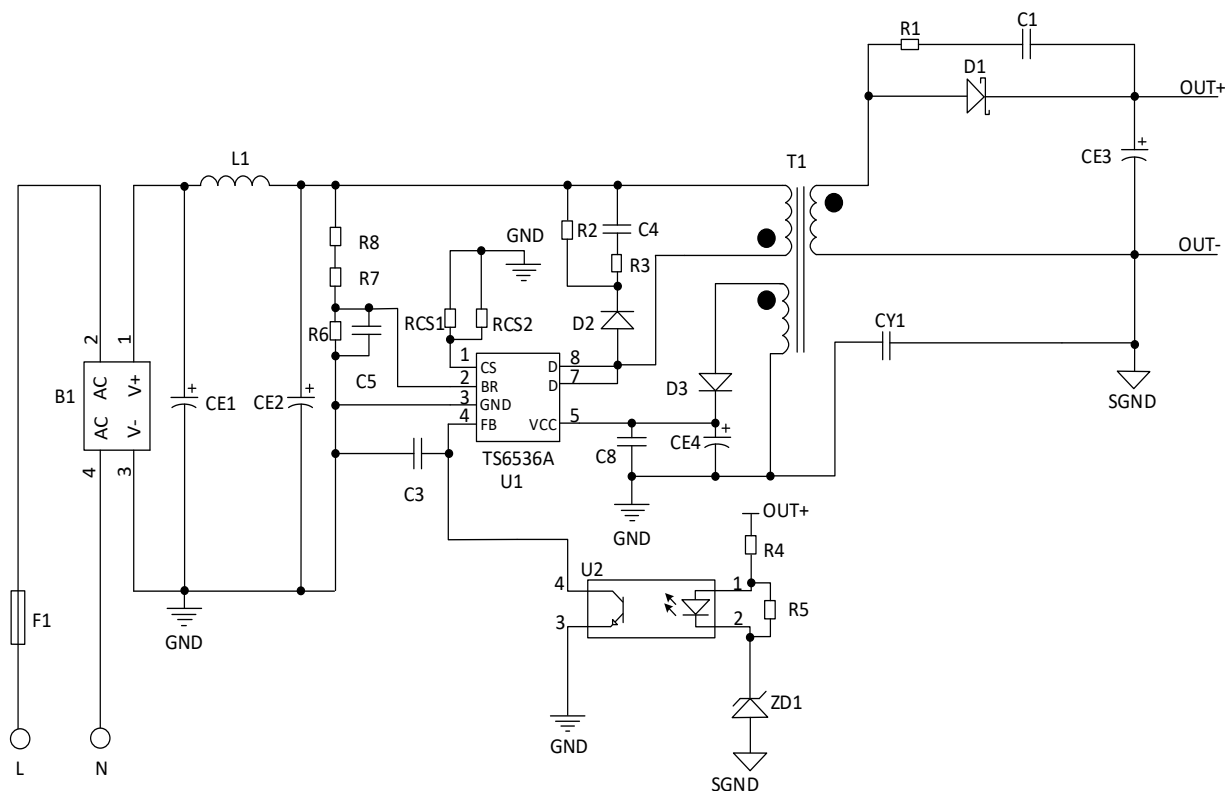 R1
C1
D1
OUT+
CE3
OUT-
T1
L1
R8
R7
R6
C5
GND
R2
C4
R3
RCS1
RCS2
D2
2
1
AC
V+
B1
AC
V-
4
3
CE1
CE2
1
CS
2
BR
3
GND
4
FB
D
8
D
7
VCC
5
TS6536A
U1
D3
C8
CE4
GND
CY1
SGND
C3
OUT+
R4
U2
4
3
1
2
R5
ZD1
GND
SGND
F1
GND
L
N